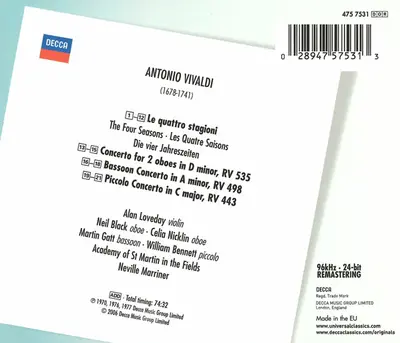 475 7531 DOR
DECCA
ANTONIO VIVALDI
(1678-1741)
0 28947 57531 3
1-12 Le quattro stagioni
The Four Seasons · Les Quatre Saisons
Die vier Jahreszeiten
13-15 Concerto for 2 oboes in D minor, RV 535
16-18 Bassoon Concerto in A minor, RV 498
19-21 Piccolo Concerto in C major, RV 443
Alan Loveday violin
Neil Black oboe · Celia Nicklin oboe
Martin Gatt bassoon · William Bennett piccolo
Academy of St Martin in the Fields
Neville Marriner
ADD · Total timing: 74:32
℗ 1970, 1976, 1977 Decca Music Group Limited
© 2006 Decca Music Group Limited
96kHz · 24-bit
REMASTERING
DECCA
Regd. Trade Mark
DECCA MUSIC GROUP LIMITED
London, England
Made in the EU
www.universalclassics.com
www.deccaclassics.com/originals